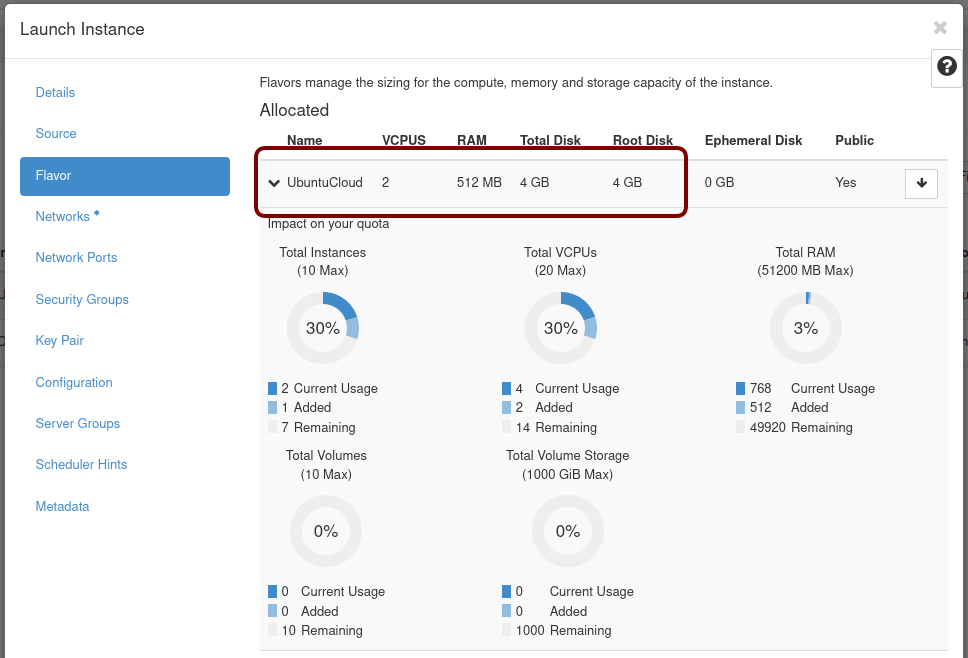 Launch Instance
×
Details
Source
Flavor
Networks *
Network Ports
Security Groups
Key Pair
Configuration
Server Groups
Scheduler Hints
Metadata
?
Flavors manage the sizing for the compute, memory and storage capacity of the instance.
Allocated
Name VCPUS RAM Total Disk Root Disk Ephemeral Disk Public
UbuntuCloud 2 512 MB 4 GB 4 GB 0 GB Yes
Impact on your quota
Total Instances
(10 Max)
30%
2 Current Usage
1 Added
7 Remaining
Total VCPUs
(20 Max)
30%
4 Current Usage
2 Added
14 Remaining
Total RAM
(51200 MB Max)
3%
768 Current Usage
512 Added
49920 Remaining
Total Volumes
(10 Max)
0%
0 Current Usage
0 Added
10 Remaining
Total Volume Storage
(1000 GiB Max)
0%
0 Current Usage
0 Added
1000 Remaining